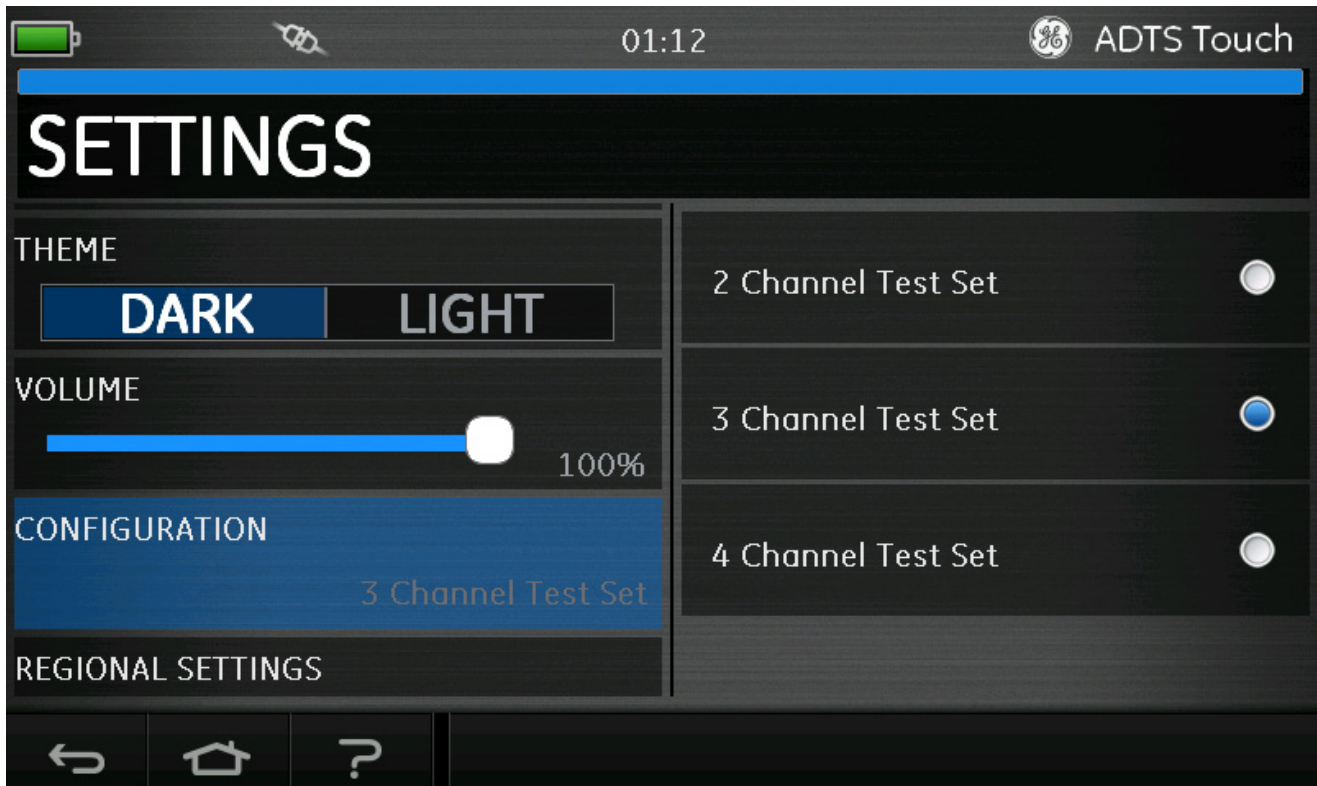 01:12
ADTS Touch
SETTINGS
THEME
DARK LIGHT
VOLUME
100%
CONFIGURATION
3 Channel Test Set
REGIONAL SETTINGS
2 Channel Test Set
3 Channel Test Set
4 Channel Test Set
?